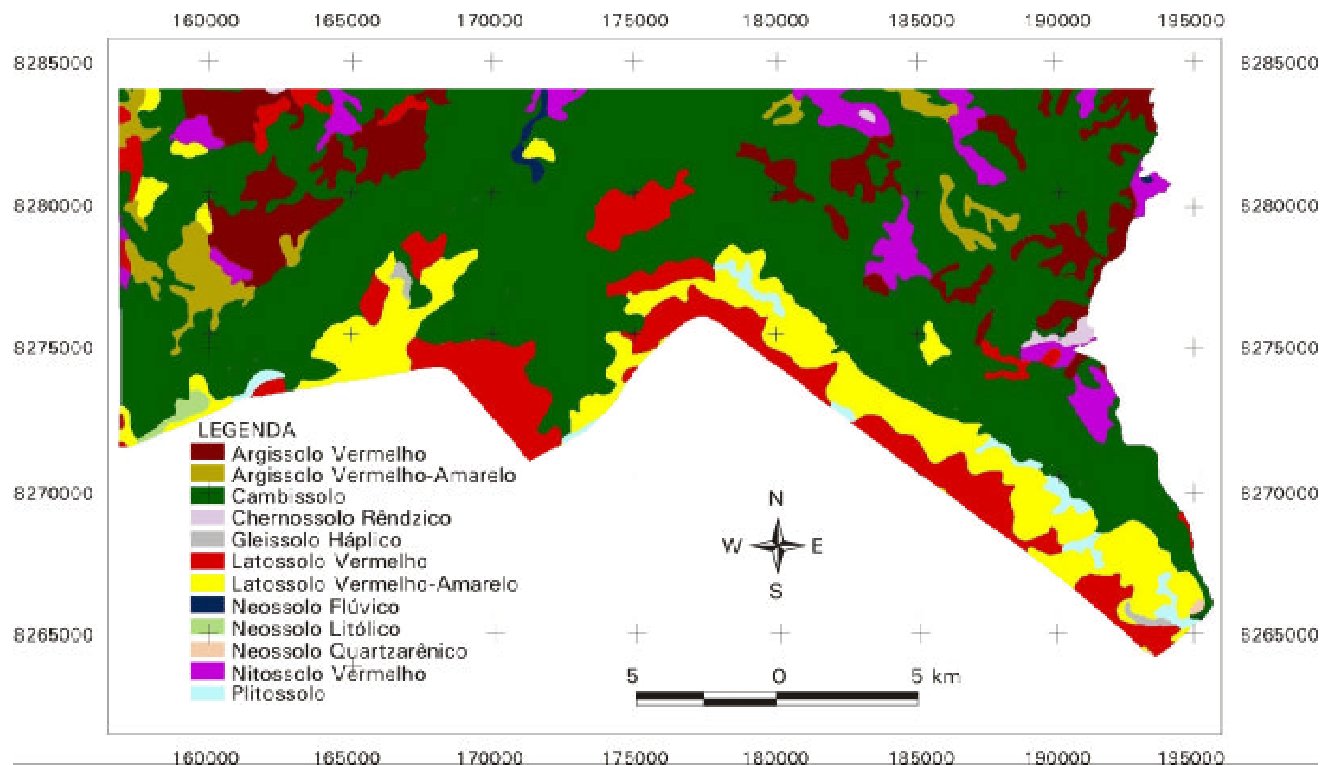 160000 165000 170000 175000 180000 185000 190000 195000
8285000 8285000
8280000 8280000
8275000 8275000
LEGENDA
Argissolo Vermelho
Argissolo Vermelho-Amarelo
Cambissolo
8270000 8270000
Chernossolo Rêndzico
Gleissolo Háplico
Latossolo Vermelho
Latossolo Vermelho-Amarelo
Neossolo Flúvico
Neossolo Litólico
Neossolo Quartzarênico
Nitossolo Vermelho
Plitossolo
N
W E
S
8265000 8265000
5 0 5 km
160000 165000 170000 175000 180000 185000 190000 195000